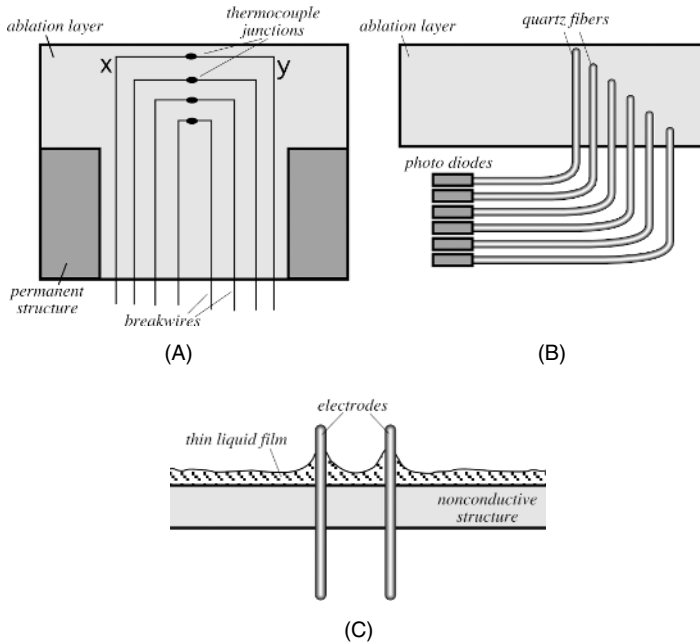 ablation layer
thermocouple
junctions
x
y
permanent
structure
breakwires
(A)
ablation layer
quartz fibers
photo diodes
(B)
electrodes
thin liquid film
nonconductive
structure
(C)